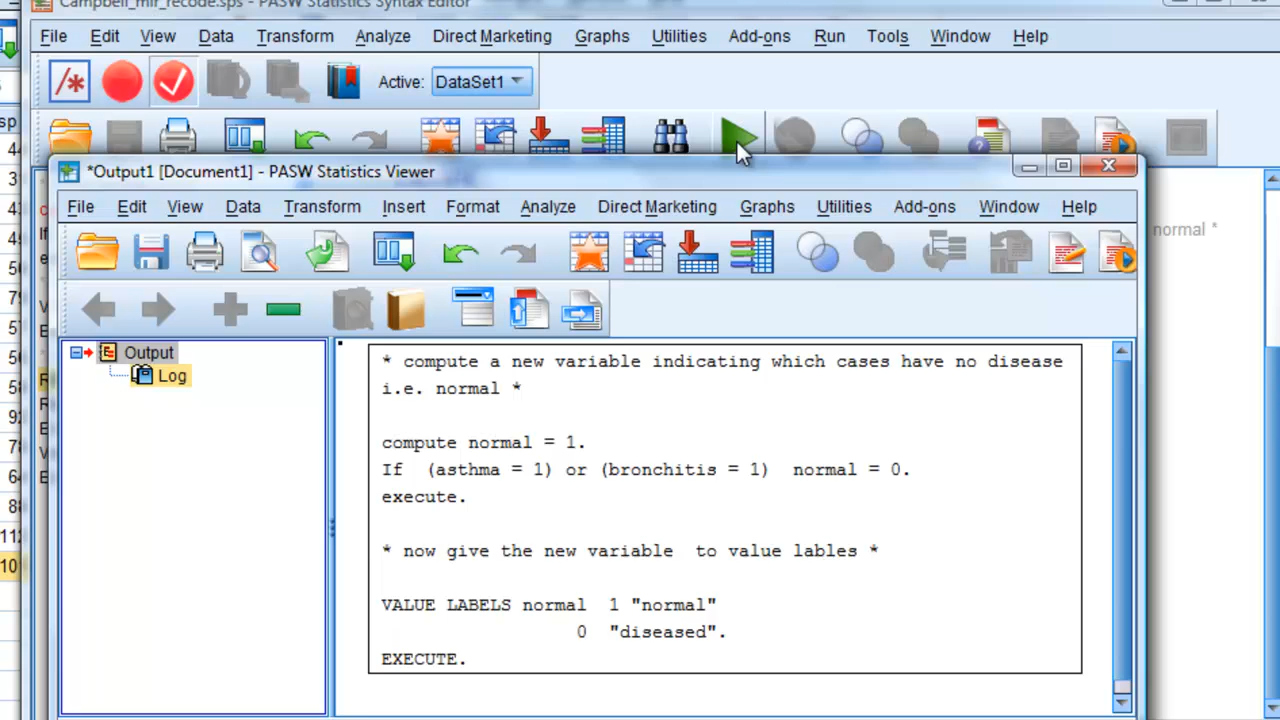 Campbell_mlr_recode.sps - PASW Statistics Syntax Editor
File Edit View Data Transform Analyze Direct Marketing Graphs Utilities Add-ons Run Tools Window Help
Active: DataSet1
sp
*Output1 [Document1] - PASW Statistics Viewer
File Edit View Data Transform Insert Format Analyze Direct Marketing Graphs Utilities Add-ons Window Help
normal *
Output
Log
* compute a new variable indicating which cases have no disease
i.e. normal *
compute normal = 1.
If (asthma = 1) or (bronchitis = 1) normal = 0.
execute.
* now give the new variable to value lables *
VALUE LABELS normal 1 "normal"
0 "diseased".
EXECUTE.